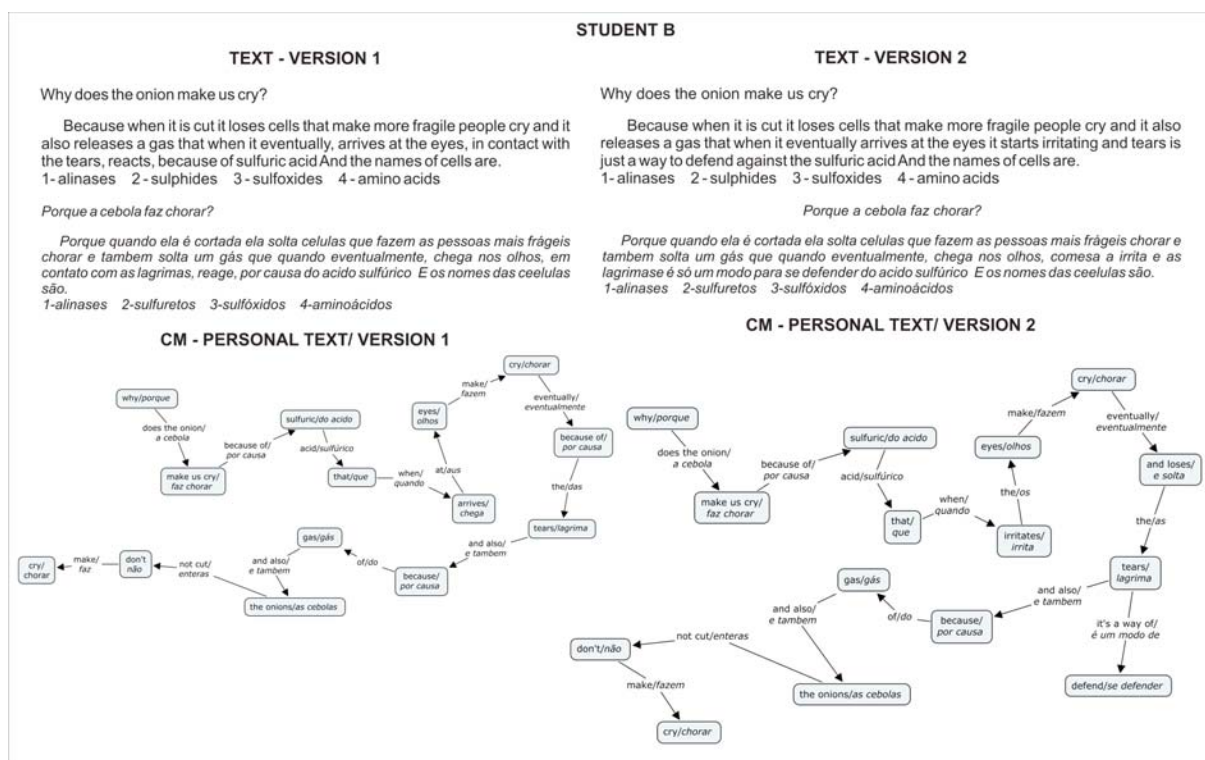 STUDENT B
TEXT - VERSION 1
Why does the onion make us cry?
Because when it is cut it loses cells that make more fragile people cry and it
also releases a gas that when it eventually, arrives at the eyes, in contact with
the tears, reacts, because of sulfuric acid And the names of cells are.
1- alinases 2 - sulphides 3 - sulfoxides 4 - amino acids
Porque a cebola faz chorar?
Porque quando ela é cortada ela solta celulas que fazem as pessoas mais frágeis
chorar e tambem solta um gás que quando eventualmente, chega nos olhos, em
contato com as lagrimas, reage, por causa do acido sulfúrico E os nomes das ceelulas
são.
1-alinases 2-sulfuretos 3-sulfóxidos 4-aminoácidos
CM - PERSONAL TEXT/ VERSION 1
why/porque
does the onion/
a cebola
make us cry/
faz chorar
because of/
por causa
sulfuric/do acido
acid/sulfúrico
that/que
when/
quando
arrives/
chega
at/aus
eyes/
olhos
make/
fazem
cry/chorar
eventually/
eventualmente
because of/
por causa
the/das
tears/lagrima
and also/
e tambem
because/
por causa
of/do
gas/gás
and also/
e tambem
the onions/as cebolas
not cut/
enteras
don't
não
make/
faz
cry/
chorar
TEXT - VERSION 2
Why does the onion make us cry?
Because when it is cut it loses cells that make more fragile people cry and it also
releases a gas that when it eventually arrives at the eyes it starts irritating and tears is
just a way to defend against the sulfuric acid And the names of cells are.
1- alinases 2 - sulphides 3 - sulfoxides 4 - amino acids
Porque a cebola faz chorar?
Porque quando ela é cortada ela solta celulas que fazem as pessoas mais frágeis chorar e
tambem solta um gás que quando eventualmente, chega nos olhos, comesa a irrita e as
lagrimase é só um modo para se defender do acido sulfúrico E os nomes das ceelulas são.
1-alinases 2-sulfuretos 3-sulfóxidos 4-aminoácidos
CM - PERSONAL TEXT/ VERSION 2
why/porque
does the onion/
a cebola
make us cry/
faz chorar
because of/
por causa
sulfuric/do acido
acid/sulfúrico
that/
que
when/
quando
irritates/
irrita
the/os
eyes/olhos
make/fazem
cry/chorar
eventually/
eventualmente
and loses/
e solta
the/as
tears/
lagrima
it's a way of/
é um modo de
defend/se defender
and also/
e tambem
because/
por causa
of/do
gas/gás
and also/
e tambem
the onions/as cebolas
not cut/enteras
don't/não
make/fazem
cry/chorar